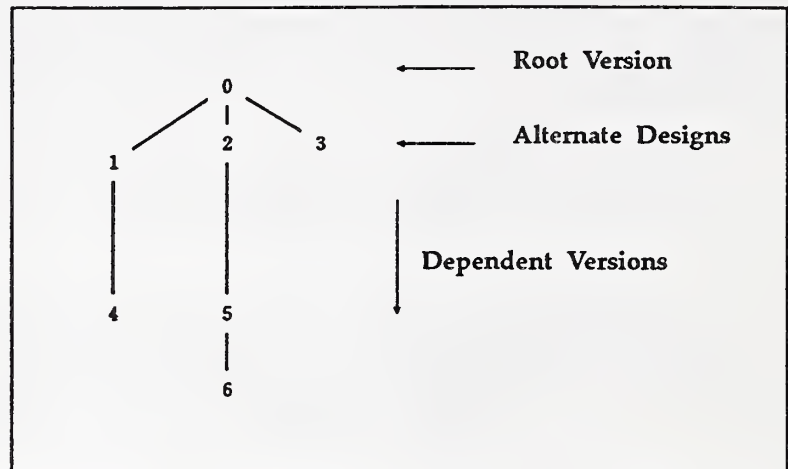 Root Version
0
Alternate Designs
1 2 3
Dependent Versions
4 5
6